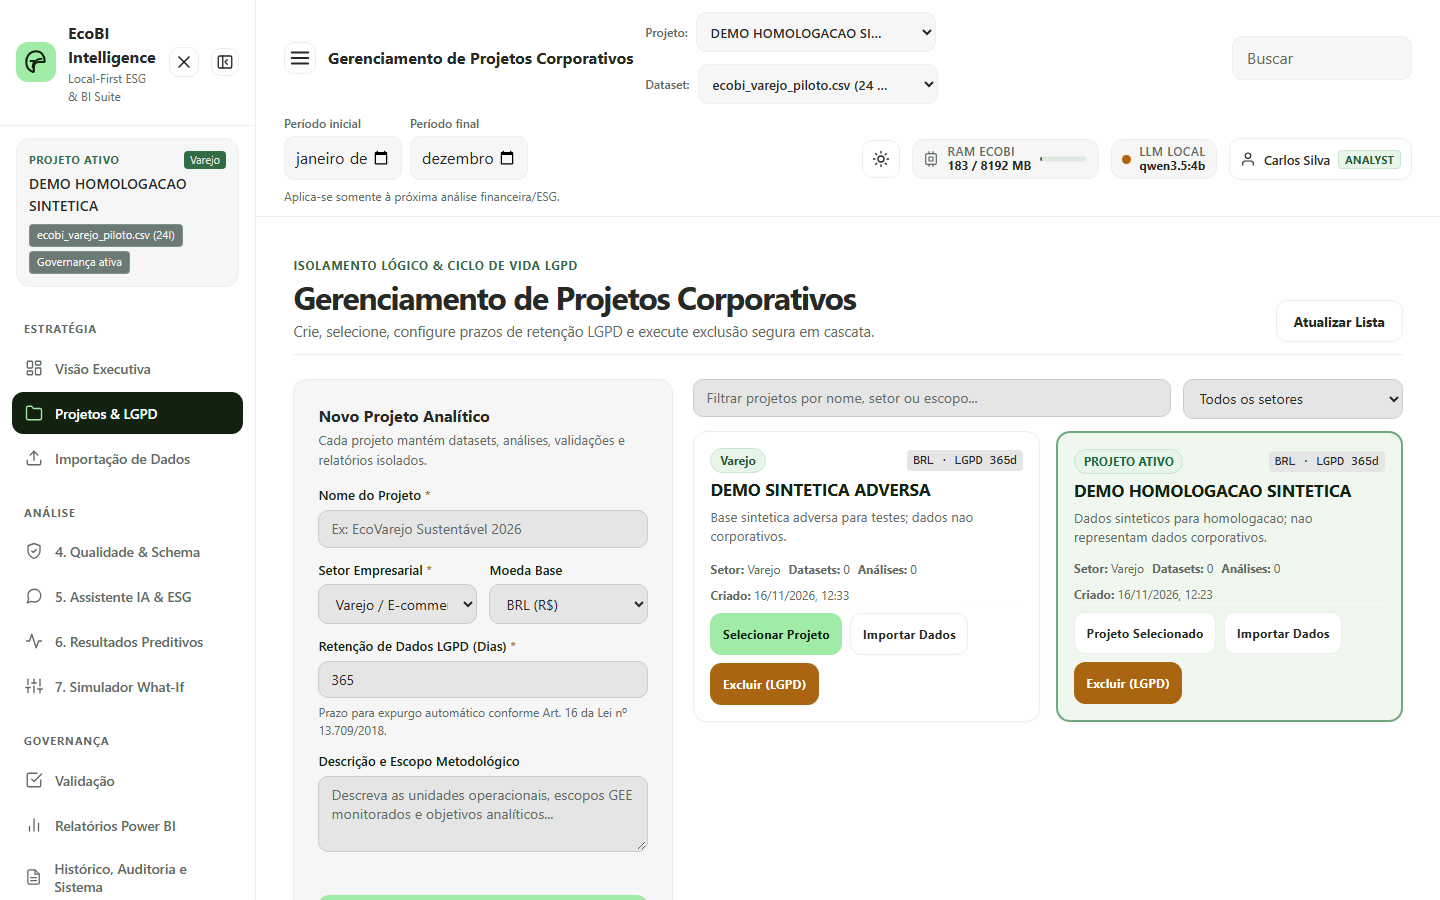 EcoBI
Intelligence
Local-First ESG
& BI Suite
PROJETO ATIVO
Varejo
DEMO HOMOLOGACAO
SINTETICA
ecobi_varejo_piloto.csv (24l)
Governança ativa
ESTRATÉGIA
Visão Executiva
Projetos & LGPD
Importação de Dados
ANÁLISE
4. Qualidade & Schema
5. Assistente IA & ESG
6. Resultados Preditivos
7. Simulador What-If
GOVERNANÇA
Validação
Relatórios Power BI
Histórico, Auditoria e
Sistema
Gerenciamento de Projetos Corporativos
Projeto:
DEMO HOMOLOGACAO SI...
Dataset:
ecobi_varejo_piloto.csv (24 ...
Buscar
Período inicial
Período final
janeiro de
dezembro
Aplica-se somente à próxima análise financeira/ESG.
RAM ECOBI
183 / 8192 MB
LLM LOCAL
qwen3.5:4b
Carlos Silva
ANALYST
ISOLAMENTO LÓGICO & CICLO DE VIDA LGPD
Gerenciamento de Projetos Corporativos
Crie, selecione, configure prazos de retenção LGPD e execute exclusão segura em cascata.
Atualizar Lista
Novo Projeto Analítico
Cada projeto mantém datasets, análises, validações e
relatórios isolados.
Nome do Projeto *
Ex: EcoVarejo Sustentável 2026
Setor Empresarial *
Moeda Base
Varejo / E-comme
BRL (R$)
Retenção de Dados LGPD (Dias) *
365
Prazo para expurgo automático conforme Art. 16 da Lei nº
13.709/2018.
Descrição e Escopo Metodológico
Descreva as unidades operacionais, escopos GEE
monitorados e objetivos analíticos...
Filtrar projetos por nome, setor ou escopo...
Todos os setores
Varejo
BRL · LGPD 365d
DEMO SINTETICA ADVERSA
Base sintetica adversa para testes; dados nao
corporativos.
Setor: Varejo Datasets: 0 Análises: 0
Criado: 16/11/2026, 12:33
Selecionar Projeto
Importar Dados
Excluir (LGPD)
PROJETO ATIVO
BRL · LGPD 365d
DEMO HOMOLOGACAO SINTETICA
Dados sinteticos para homologacao; nao
representam dados corporativos.
Setor: Varejo Datasets: 0 Análises: 0
Criado: 16/11/2026, 12:23
Projeto Selecionado
Importar Dados
Excluir (LGPD)